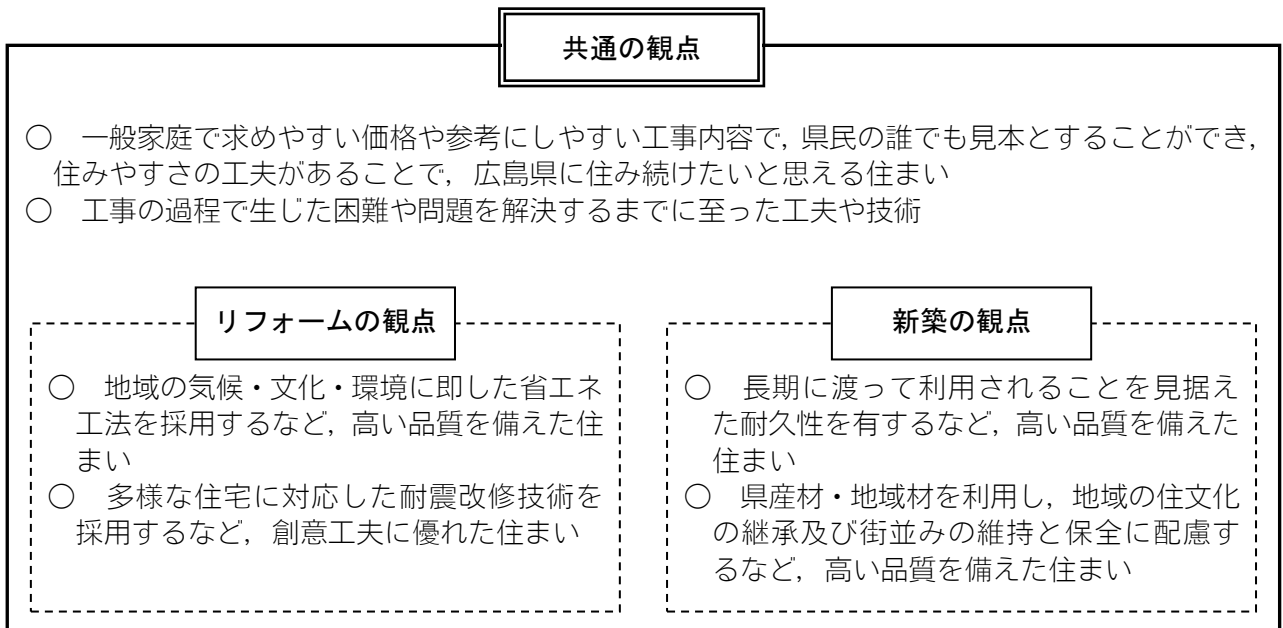 共通の観点
○　一般家庭で求めやすい価格や参考にしやすい工事内容で，県民の誰でも見本とすることができ，
住みやすさの工夫があることで，広島県に住み続けたいと思える住まい
○　工事の過程で生じた困難や問題を解決するまでに至った工夫や技術
リフォームの観点
○　地域の気候・文化・環境に即した省エネ
工法を採用するなど，高い品質を備えた住
まい
○　多様な住宅に対応した耐震改修技術を
採用するなど，創意工夫に優れた住まい
新築の観点
○　長期に渡って利用されることを見据え
た耐久性を有するなど，高い品質を備えた
住まい
○　県産材・地域材を利用し，地域の住文化
の継承及び街並みの維持と保全に配慮す
るなど，高い品質を備えた住まい